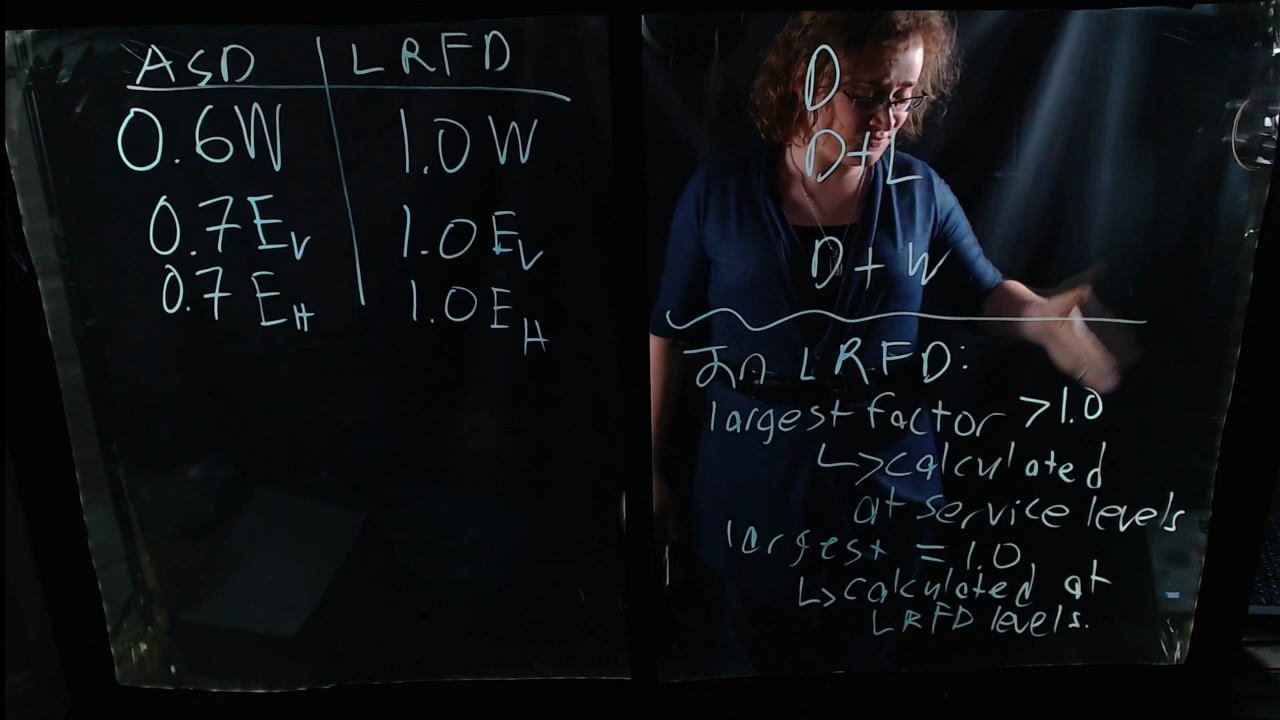 ASD LRFD
0.6W 1.0W
0.7Ev 1.0Ev
0.7EH 1.0EH
D
D+L
D+W
In LRFD:
largest factor >1.0
↳calculated
at service levels
largest = 1.0
↳calculated at
LRFD levels.